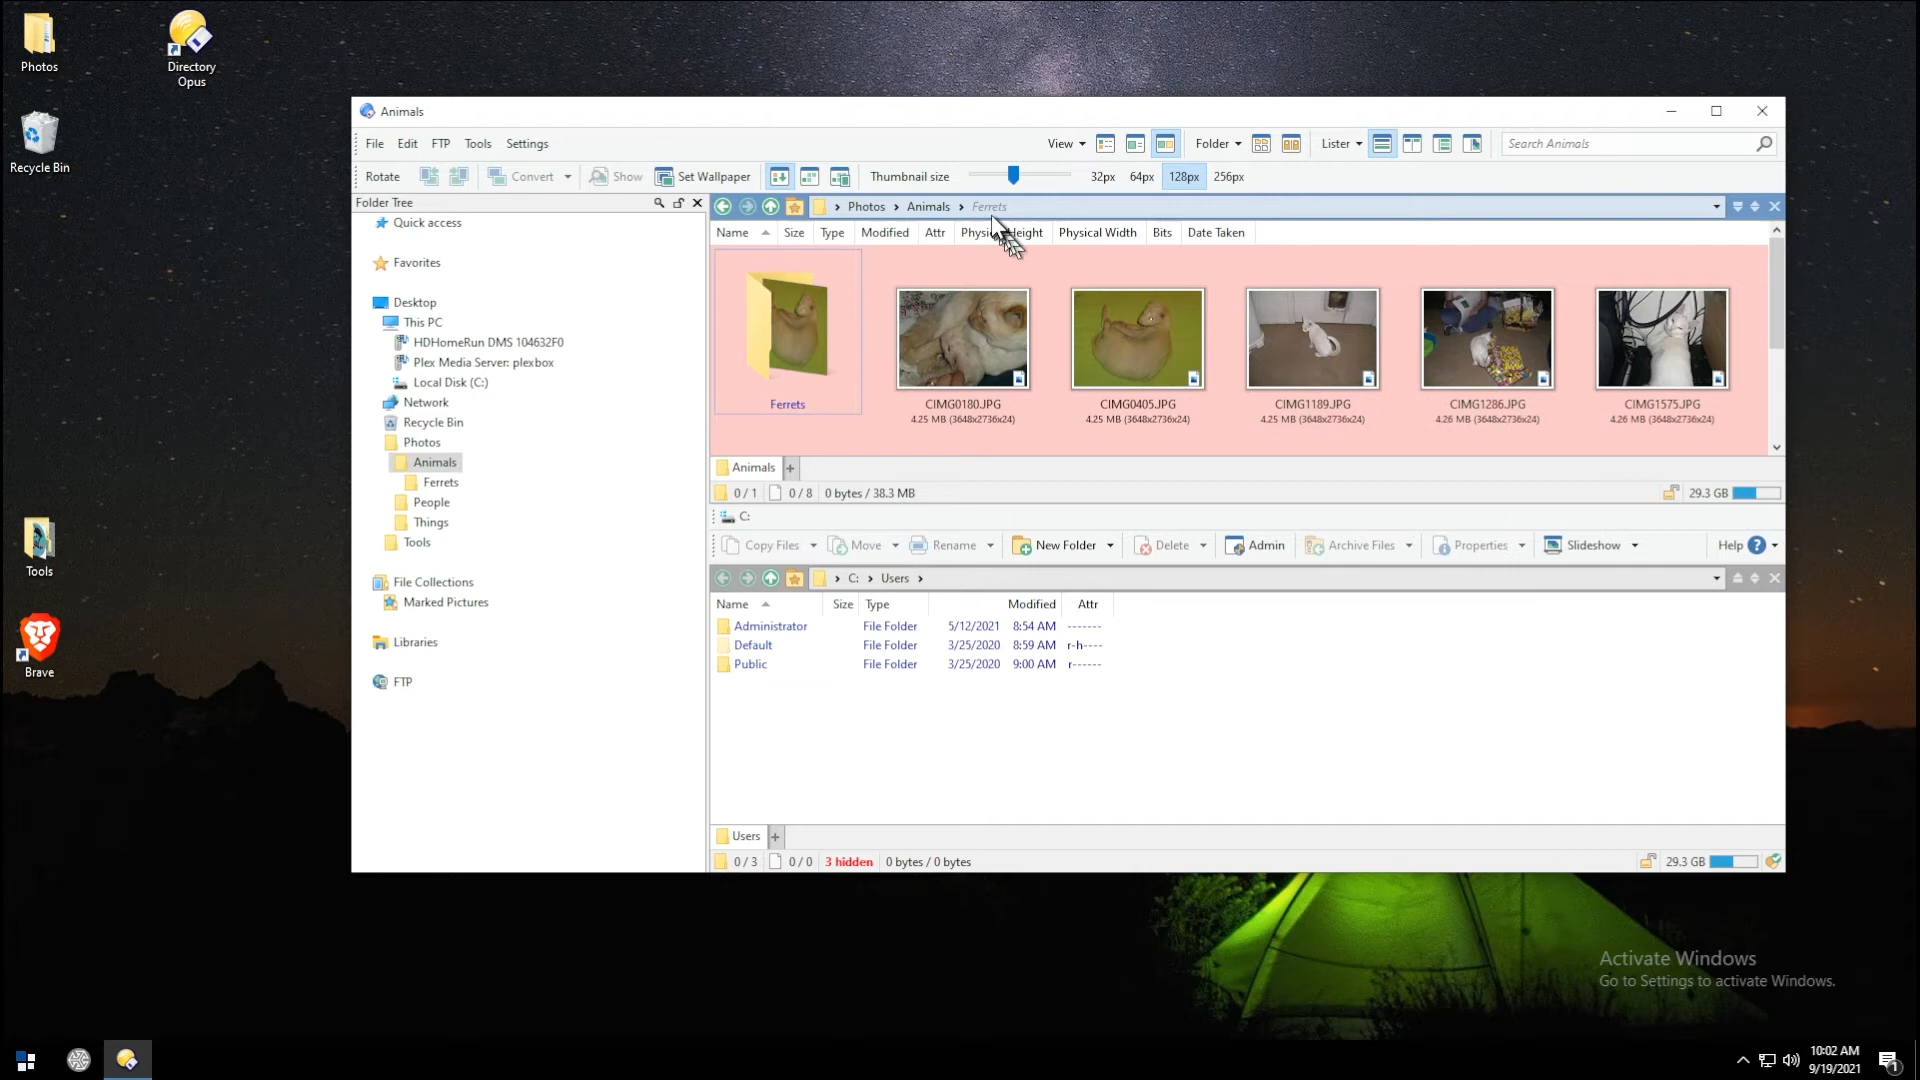 Photos
Directory
Opus
Recycle Bin
Tools
Brave
Animals
File Edit FTP Tools Settings
View Folder Lister Search Animals
Rotate Convert Show Set Wallpaper Thumbnail size 32px 64px 128px 256px
Folder Tree
Quick access
Favorites
Desktop
This PC
HDHomeRun DMS 104632F0
Plex Media Server: plexbox
Local Disk (C:)
Network
Recycle Bin
Photos
Animals
Ferrets
People
Things
Tools
File Collections
Marked Pictures
Libraries
FTP
Photos › Animals › Ferrets
Name Size Type Modified Attr Physical Height Physical Width Bits Date Taken
Ferrets CIMG0180.JPG CIMG0405.JPG CIMG1189.JPG CIMG1286.JPG CIMG1575.JPG
4.25 MB (3648x2736x24) 4.25 MB (3648x2736x24) 4.25 MB (3648x2736x24) 4.26 MB (3648x2736x24) 4.26 MB (3648x2736x24)
Animals +
0 / 1 0 / 8 0 bytes / 38.3 MB 29.3 GB
C:
Copy Files Move Rename New Folder Delete Admin Archive Files Properties Slideshow Help ?
C: › Users ›
Name Size Type Modified Attr
Administrator File Folder 5/12/2021 8:54 AM -------
Default File Folder 3/25/2020 8:59 AM r-h----
Public File Folder 3/25/2020 9:00 AM r------
Users +
0 / 3 0 / 0 3 hidden 0 bytes / 0 bytes 29.3 GB
Activate Windows
Go to Settings to activate Windows.
10:02 AM
9/19/2021
1